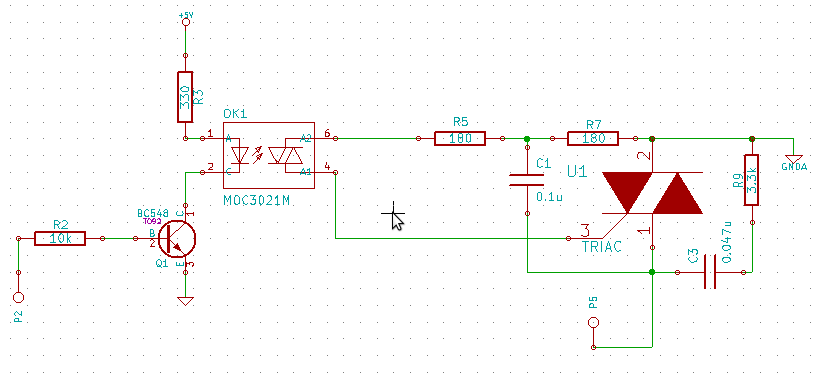 +5V
330
R3
OK1
1
A
A2
6
2
C
A1
4
MOC3021M
R5
180
R7
180
C1
0.1u
U1
2
3
1
TRIAC
R9
3.3k
GNDA
C3
0.047u
P5
BC548
TO92
C
1
B
2
E
3
Q1
R2
10k
P2